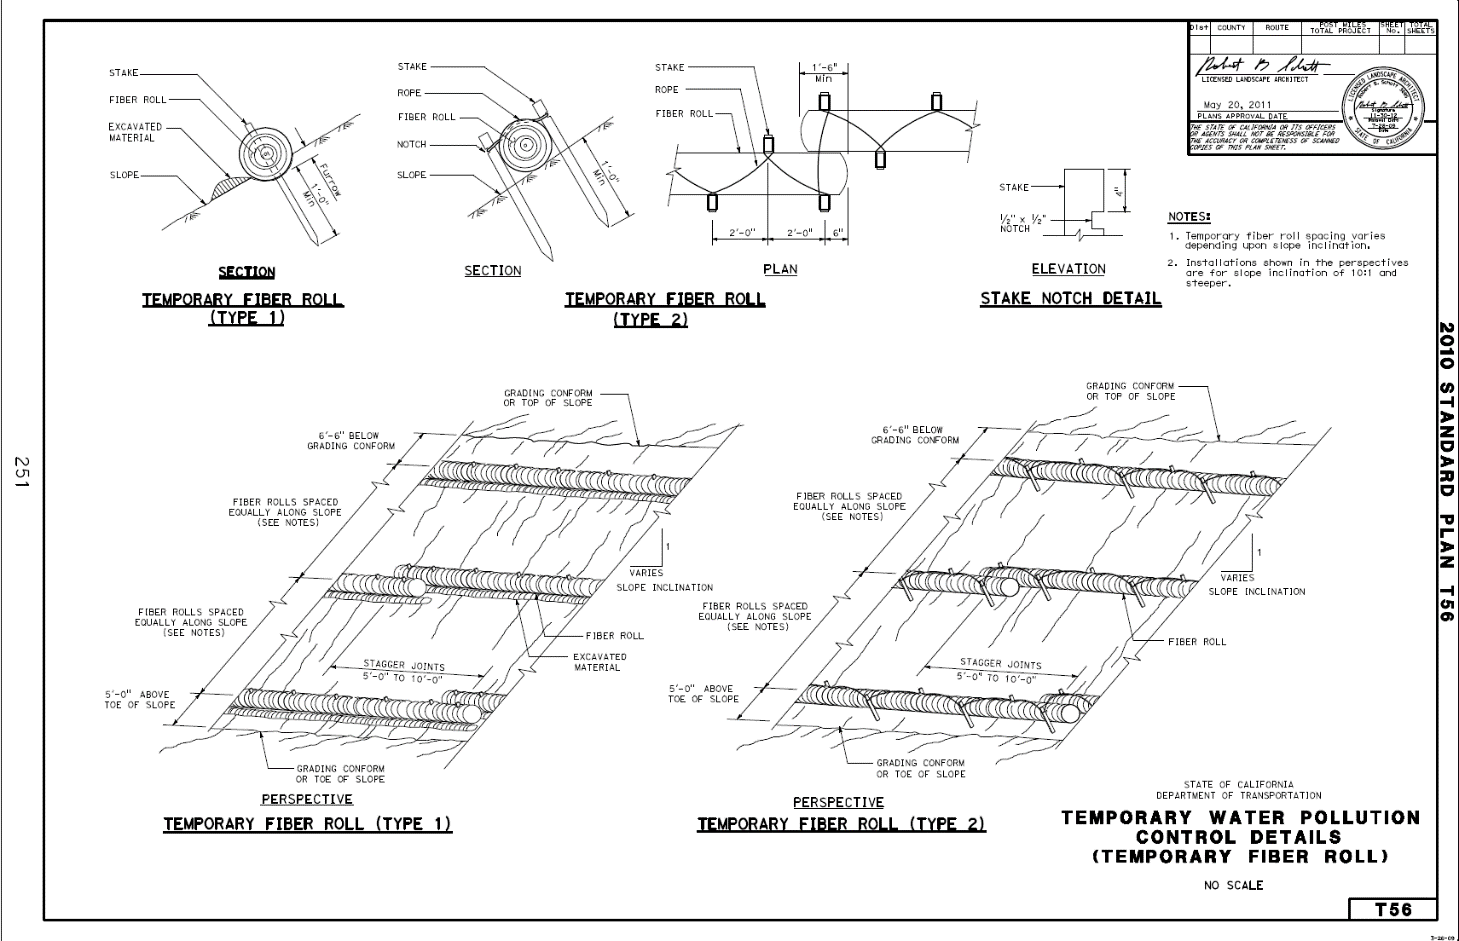 Dist COUNTY ROUTE POST MILES TOTAL PROJECT SHEET No. TOTAL SHEETS
LICENSED LANDSCAPE ARCHITECT
May 20, 2011
PLANS APPROVAL DATE
THE STATE OF CALIFORNIA OR ITS OFFICERS
OR AGENTS SHALL NOT BE RESPONSIBLE FOR
THE ACCURACY OR COMPLETENESS OF SCANNED
COPIES OF THIS PLAN SHEET.
LICENSED LANDSCAPE ARCHITECT
STATE OF CALIFORNIA
STAKE
FIBER ROLL
EXCAVATED
MATERIAL
SLOPE
Furrow
1'-0"
Min
SECTION
TEMPORARY FIBER ROLL
(TYPE 1)
STAKE
ROPE
FIBER ROLL
NOTCH
SLOPE
1'-0"
Min
SECTION
STAKE
ROPE
FIBER ROLL
1'-6"
Min
2'-0" 2'-0" 6"
PLAN
TEMPORARY FIBER ROLL
(TYPE 2)
STAKE
4"
1/2" x 1/2"
NOTCH
ELEVATION
STAKE NOTCH DETAIL
NOTES:
1. Temporary fiber roll spacing varies
depending upon slope inclination.
2. Installations shown in the perspectives
are for slope inclination of 10:1 and
steeper.
GRADING CONFORM
OR TOP OF SLOPE
6'-6" BELOW
GRADING CONFORM
FIBER ROLLS SPACED
EQUALLY ALONG SLOPE
(SEE NOTES)
1
VARIES
SLOPE INCLINATION
FIBER ROLLS SPACED
EQUALLY ALONG SLOPE
(SEE NOTES)
FIBER ROLL
EXCAVATED
MATERIAL
STAGGER JOINTS
5'-0" TO 10'-0"
5'-0" ABOVE
TOE OF SLOPE
GRADING CONFORM
OR TOE OF SLOPE
PERSPECTIVE
TEMPORARY FIBER ROLL (TYPE 1)
GRADING CONFORM
OR TOP OF SLOPE
6'-6" BELOW
GRADING CONFORM
FIBER ROLLS SPACED
EQUALLY ALONG SLOPE
(SEE NOTES)
1
VARIES
SLOPE INCLINATION
FIBER ROLLS SPACED
EQUALLY ALONG SLOPE
(SEE NOTES)
FIBER ROLL
STAGGER JOINTS
5'-0" TO 10'-0"
5'-0" ABOVE
TOE OF SLOPE
GRADING CONFORM
OR TOE OF SLOPE
PERSPECTIVE
TEMPORARY FIBER ROLL (TYPE 2)
STATE OF CALIFORNIA
DEPARTMENT OF TRANSPORTATION
TEMPORARY WATER POLLUTION
CONTROL DETAILS
(TEMPORARY FIBER ROLL)
NO SCALE
T56
2010 STANDARD PLAN T56
251
3-26-09